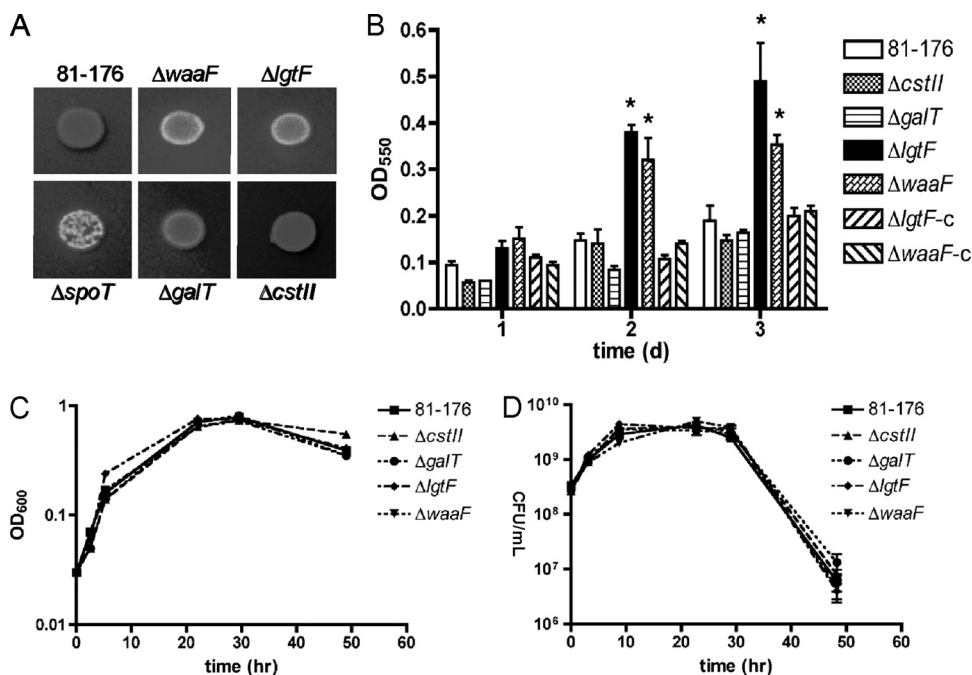 A
81-176
ΔwaaF
ΔlgtF
ΔspoT
ΔgalT
ΔcstII
B
OD550
0.6
0.5
0.4
0.3
0.2
0.1
0.0
*
*
*
*
1
2
3
time (d)
81-176
ΔcstII
ΔgalT
ΔlgtF
ΔwaaF
ΔlgtF-c
ΔwaaF-c
C
OD600
1
0.1
0.01
0
10
20
30
40
50
60
time (hr)
81-176
ΔcstII
ΔgalT
ΔlgtF
ΔwaaF
D
CFU/mL
10^10
10^9
10^8
10^7
10^6
0
10
20
30
40
50
60
time (hr)
81-176
ΔcstII
ΔgalT
ΔlgtF
ΔwaaF